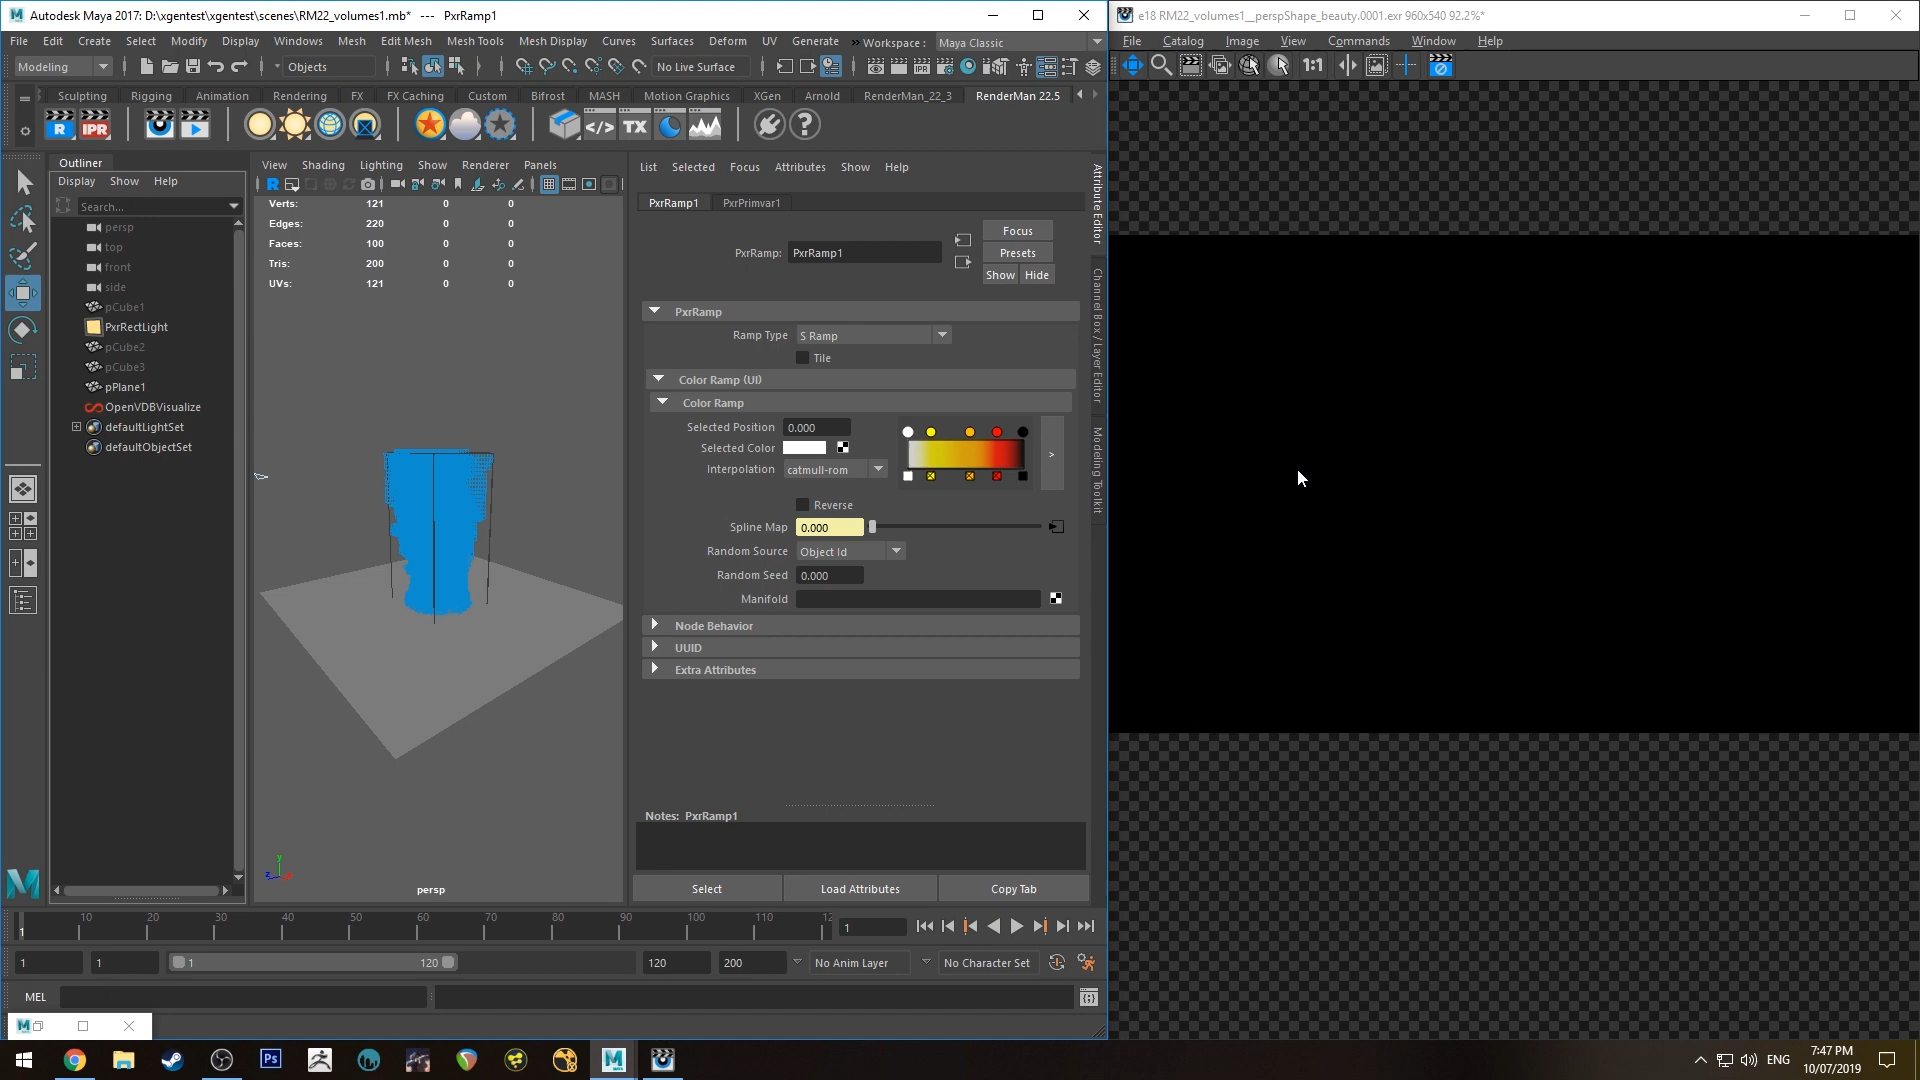 Autodesk Maya 2017: D:\xgentest\xgentest\scenes\RM22_volumes1.mb* --- PxrRamp1
File Edit Create Select Modify Display Windows Mesh Edit Mesh Mesh Tools Mesh Display Curves Surfaces Deform UV Generate » Workspace : Maya Classic
Modeling Objects No Live Surface
Sculpting Rigging Animation Rendering FX FX Caching Custom Bifrost MASH Motion Graphics XGen Arnold RenderMan_22_3 RenderMan 22.5
R IPR </> TX ?
Outliner
Display Show Help
Search...
persp
top
front
side
pCube1
PxrRectLight
pCube2
pCube3
pPlane1
OpenVDBVisualize
defaultLightSet
defaultObjectSet
View Shading Lighting Show Renderer Panels
Verts: 121 0 0
Edges: 220 0 0
Faces: 100 0 0
Tris: 200 0 0
UVs: 121 0 0
y
z
persp
List Selected Focus Attributes Show Help
PxrRamp1 PxrPrimvar1
PxrRamp: PxrRamp1
Focus
Presets
Show Hide
PxrRamp
Ramp Type S Ramp
Tile
Color Ramp (UI)
Color Ramp
Selected Position 0.000
Selected Color
Interpolation catmull-rom
>
Reverse
Spline Map 0.000
Random Source Object Id
Random Seed 0.000
Manifold
Node Behavior
UUID
Extra Attributes
Notes: PxrRamp1
Select Load Attributes Copy Tab
Attribute Editor
Channel Box / Layer Editor
Modeling Toolkit
1 10 20 30 40 50 60 70 80 90 100 110 12 1
1 1 1 120 120 200 No Anim Layer No Character Set
MEL
e18 RM22_volumes1__perspShape_beauty.0001.exr 960x540 92.2%*
File Catalog Image View Commands Window Help
1:1
Ps
ENG
7:47 PM
10/07/2019